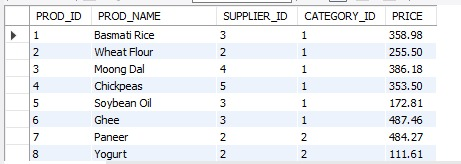 PROD_ID PROD_NAME SUPPLIER_ID CATEGORY_ID PRICE
1 Basmati Rice 3 1 358.98
2 Wheat Flour 2 1 255.50
3 Moong Dal 4 1 386.18
4 Chickpeas 5 1 353.50
5 Soybean Oil 3 1 172.81
6 Ghee 3 1 487.46
7 Paneer 2 2 484.27
8 Yogurt 2 2 111.61